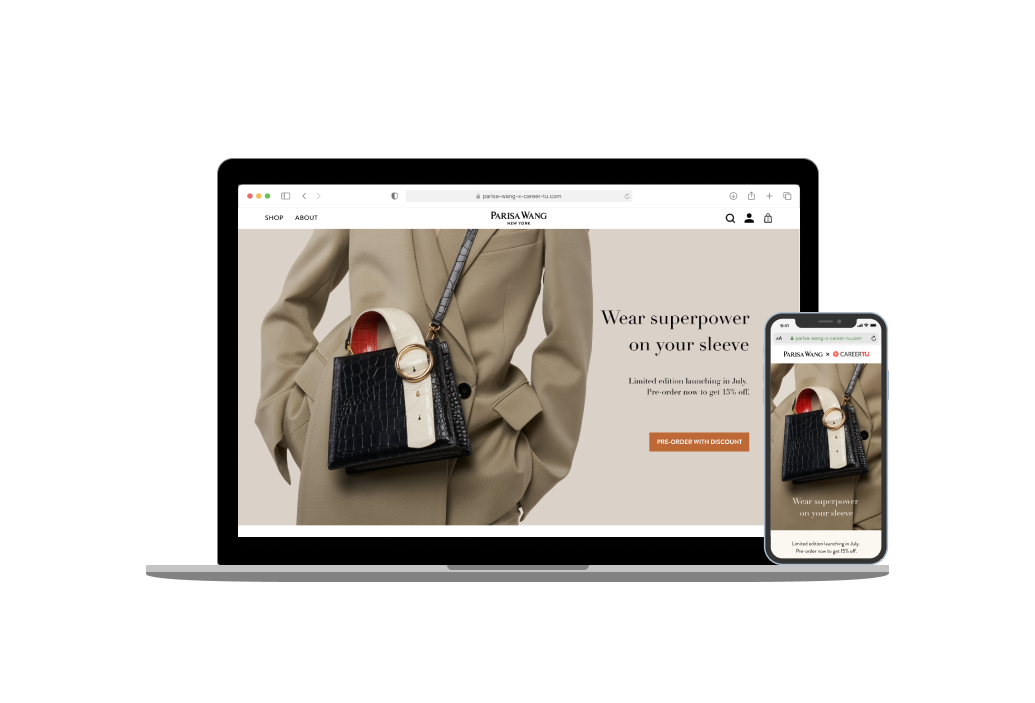 parisa-wang-x-career-tu.com
SHOP ABOUT
PARISA WANG
NEW YORK
Wear superpower
on your sleeve
Limited edition launching in July.
Pre-order now to get 15% off.
PRE-ORDER WITH DISCOUNT
9:41
AA parisa-wang-x-career-tu.com
PARISA WANG × CAREERTU
Wear superpower
on your sleeve
Limited edition launching in July.
Pre-order now to get 15% off.